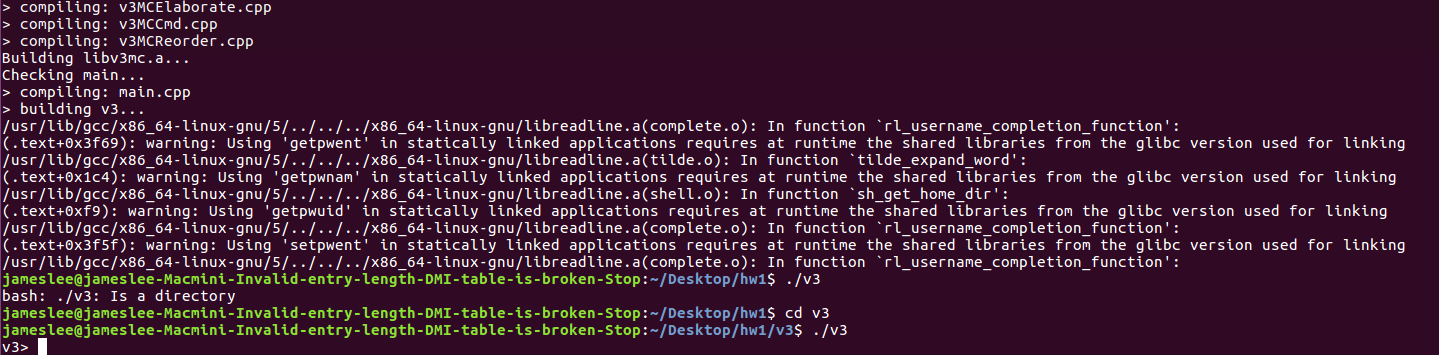 > compiling: v3MCElaborate.cpp
> compiling: v3MCCmd.cpp
> compiling: v3MCReorder.cpp
Building libv3mc.a...
Checking main...
> compiling: main.cpp
> building v3...
/usr/lib/gcc/x86_64-linux-gnu/5/../../../x86_64-linux-gnu/libreadline.a(complete.o): In function `rl_username_completion_function':
(.text+0x3f69): warning: Using 'getpwent' in statically linked applications requires at runtime the shared libraries from the glibc version used for linking
/usr/lib/gcc/x86_64-linux-gnu/5/../../../x86_64-linux-gnu/libreadline.a(tilde.o): In function `tilde_expand_word':
(.text+0x1c4): warning: Using 'getpwnam' in statically linked applications requires at runtime the shared libraries from the glibc version used for linking
/usr/lib/gcc/x86_64-linux-gnu/5/../../../x86_64-linux-gnu/libreadline.a(shell.o): In function `sh_get_home_dir':
(.text+0xf9): warning: Using 'getpwuid' in statically linked applications requires at runtime the shared libraries from the glibc version used for linking
/usr/lib/gcc/x86_64-linux-gnu/5/../../../x86_64-linux-gnu/libreadline.a(complete.o): In function `rl_username_completion_function':
(.text+0x3f5f): warning: Using 'setpwent' in statically linked applications requires at runtime the shared libraries from the glibc version used for linking
/usr/lib/gcc/x86_64-linux-gnu/5/../../../x86_64-linux-gnu/libreadline.a(complete.o): In function `rl_username_completion_function':
jameslee@jameslee-Macmini-Invalid-entry-length-DMI-table-is-broken-Stop:~/Desktop/hw1$ ./v3
bash: ./v3: Is a directory
jameslee@jameslee-Macmini-Invalid-entry-length-DMI-table-is-broken-Stop:~/Desktop/hw1$ cd v3
jameslee@jameslee-Macmini-Invalid-entry-length-DMI-table-is-broken-Stop:~/Desktop/hw1/v3$ ./v3
v3>